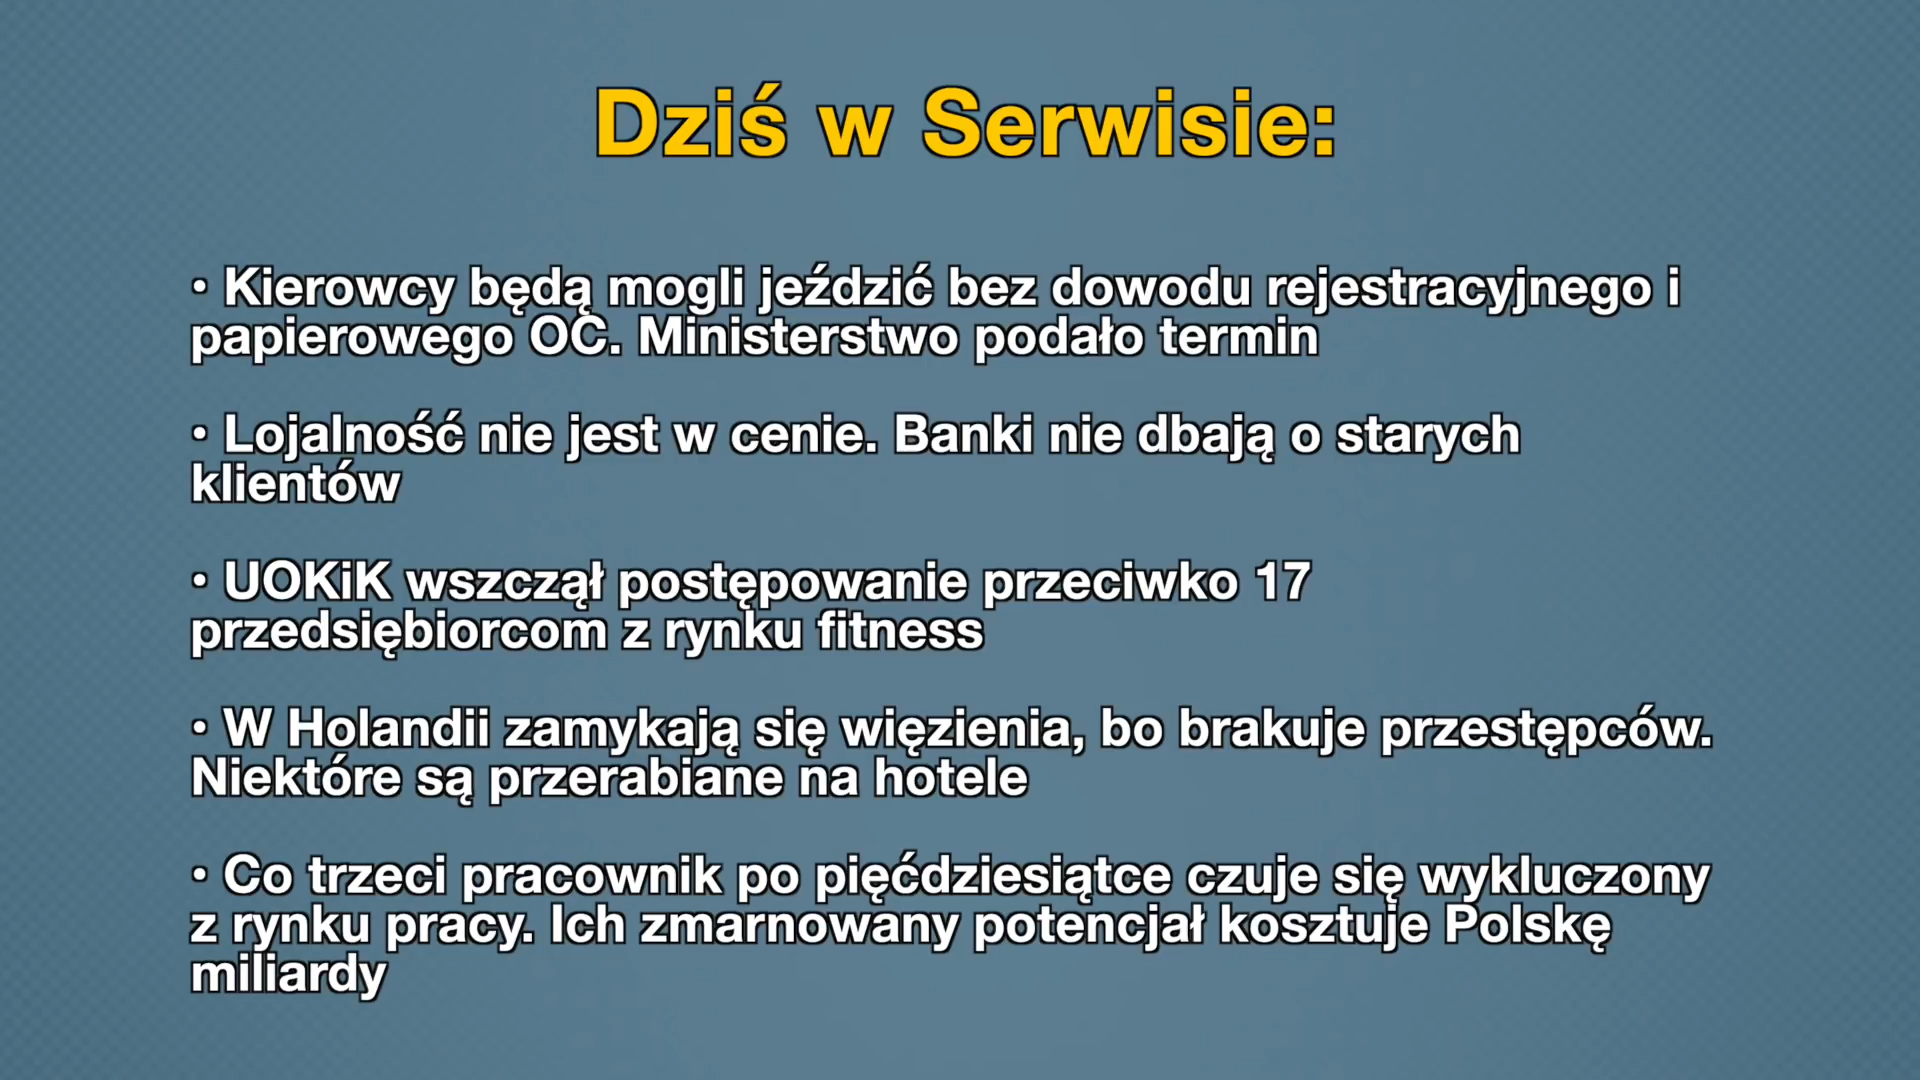 Dziś w Serwisie:
• Kierowcy będą mogli jeździć bez dowodu rejestracyjnego i
papierowego OC. Ministerstwo podało termin
• Lojalność nie jest w cenie. Banki nie dbają o starych
klientów
• UOKiK wszczął postępowanie przeciwko 17
przedsiębiorcom z rynku fitness
• W Holandii zamykają się więzienia, bo brakuje przestępców.
Niektóre są przerabiane na hotele
• Co trzeci pracownik po pięćdziesiątce czuje się wykluczony
z rynku pracy. Ich zmarnowany potencjał kosztuje Polskę
miliardy